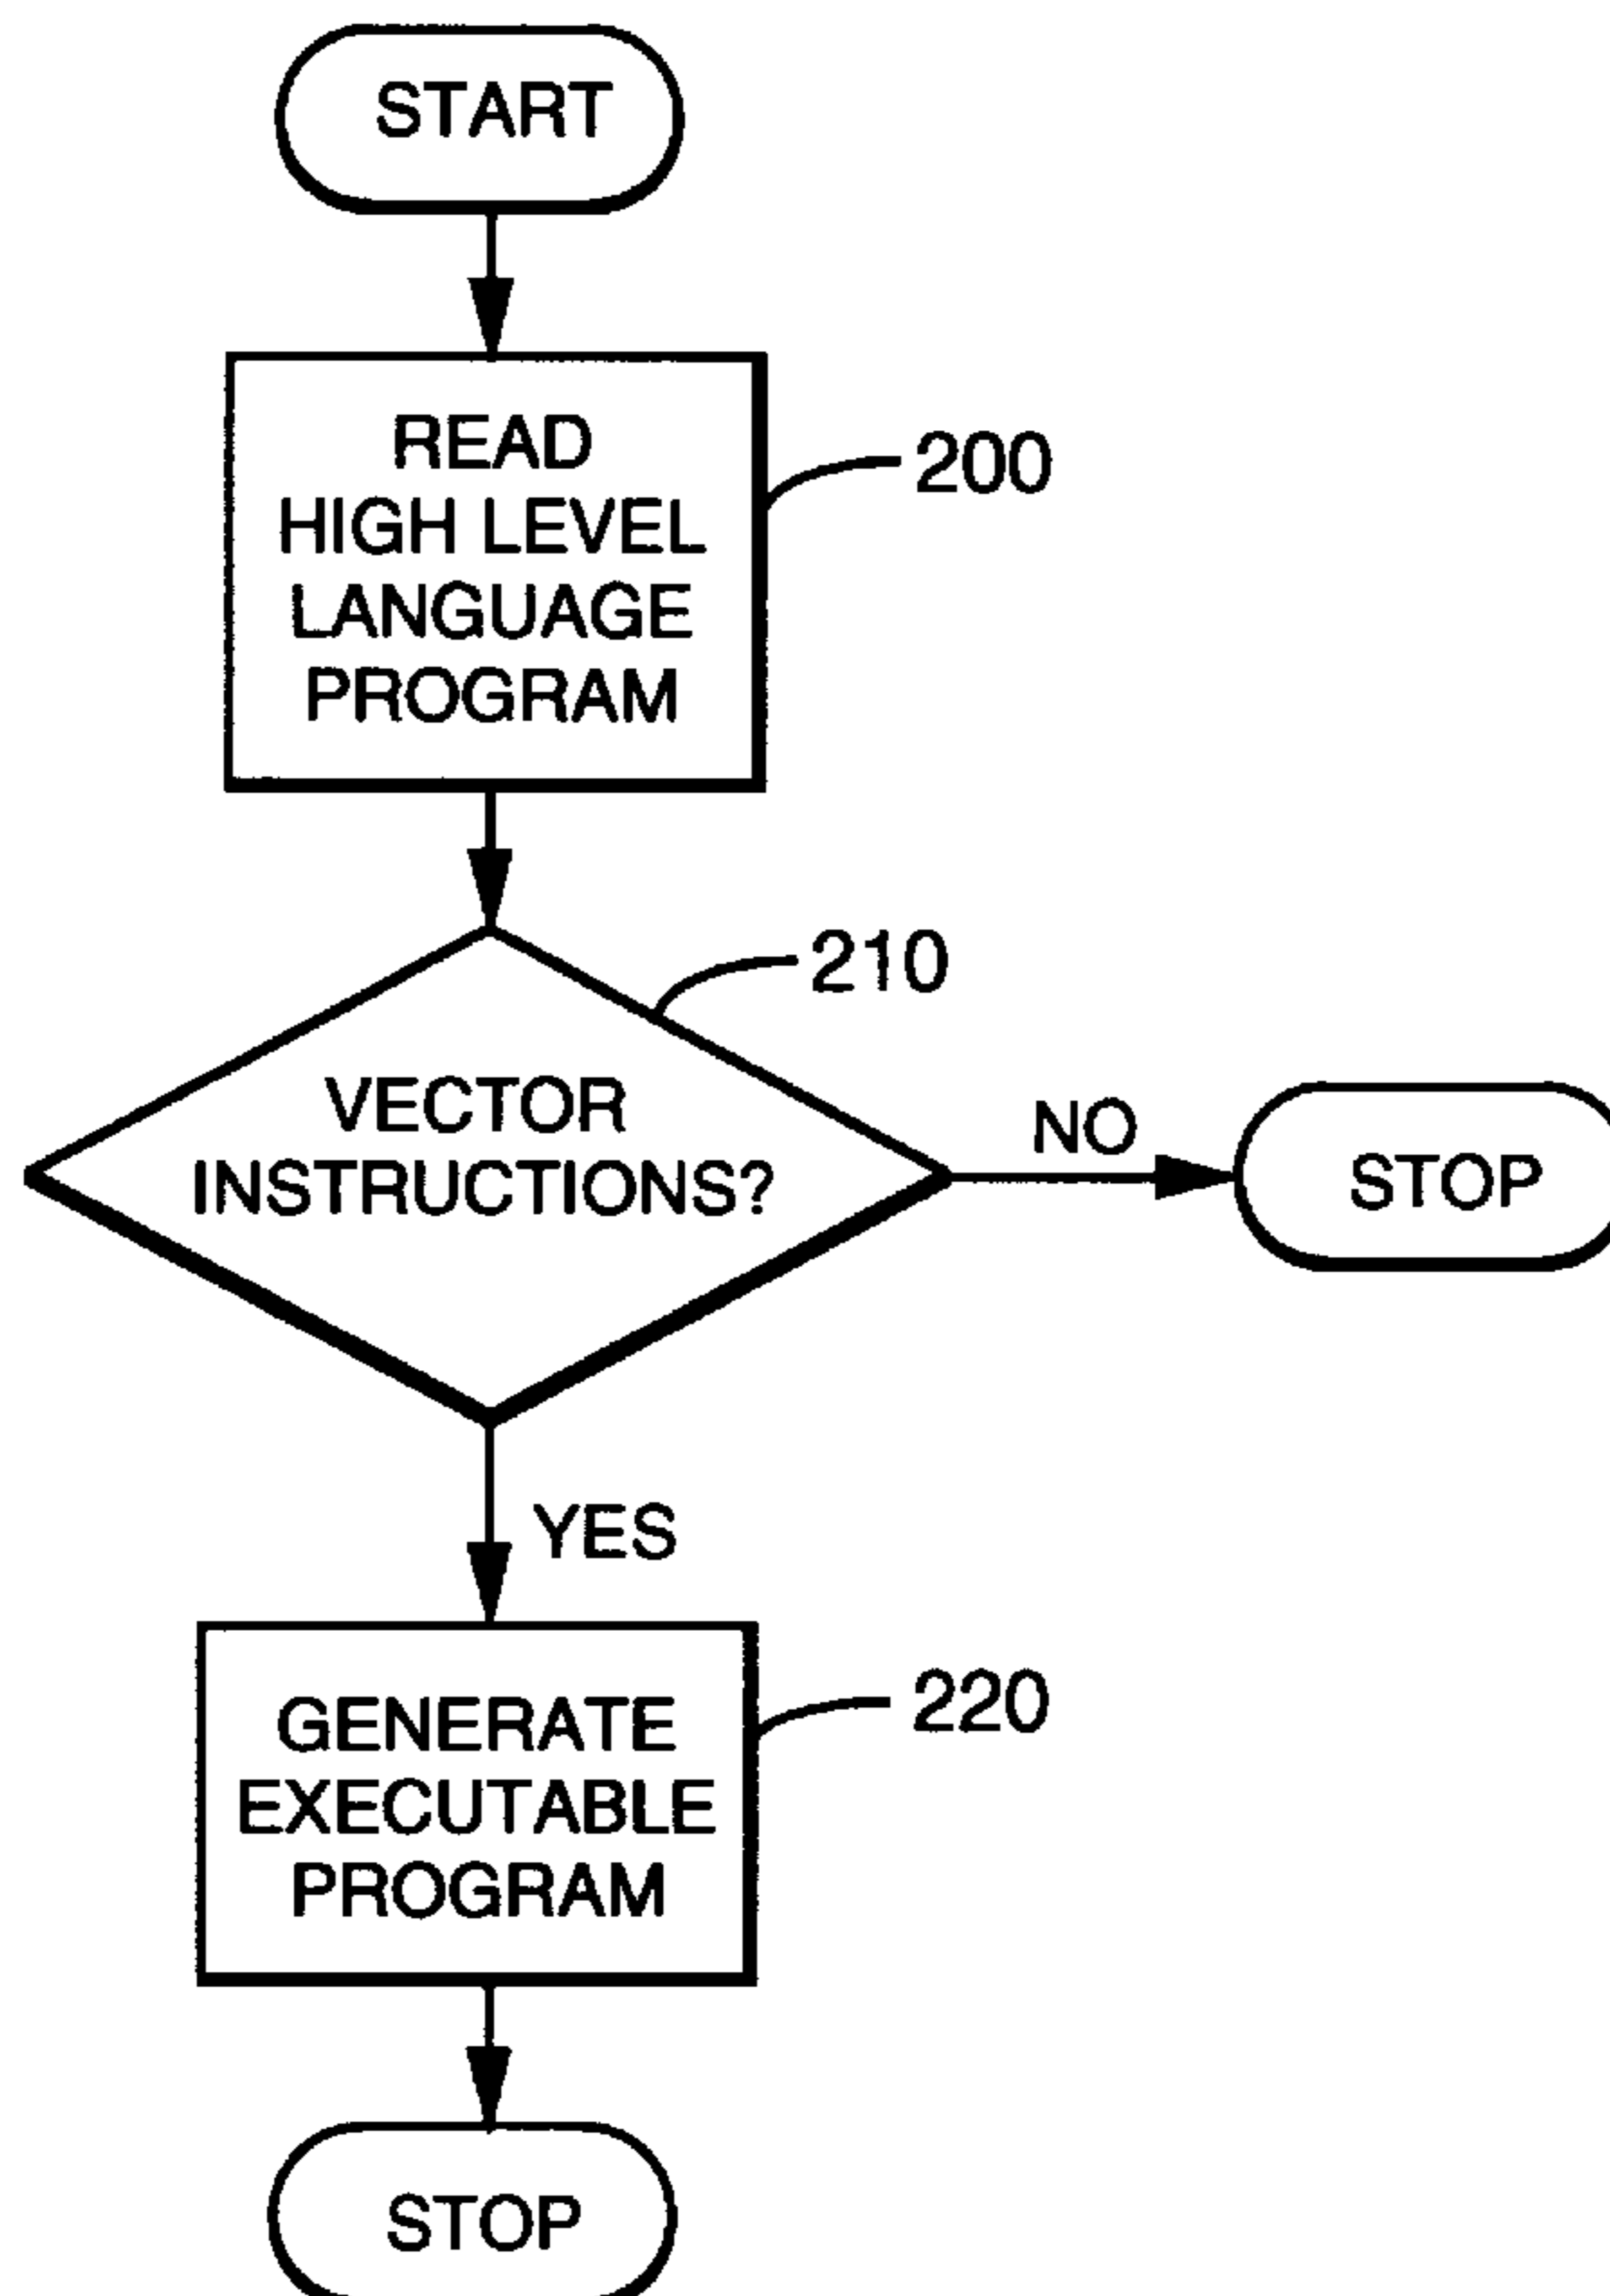 START
READ
HIGH LEVEL
LANGUAGE
PROGRAM
200
210
VECTOR
INSTRUCTIONS?
NO
STOP
YES
GENERATE
EXECUTABLE
PROGRAM
220
STOP